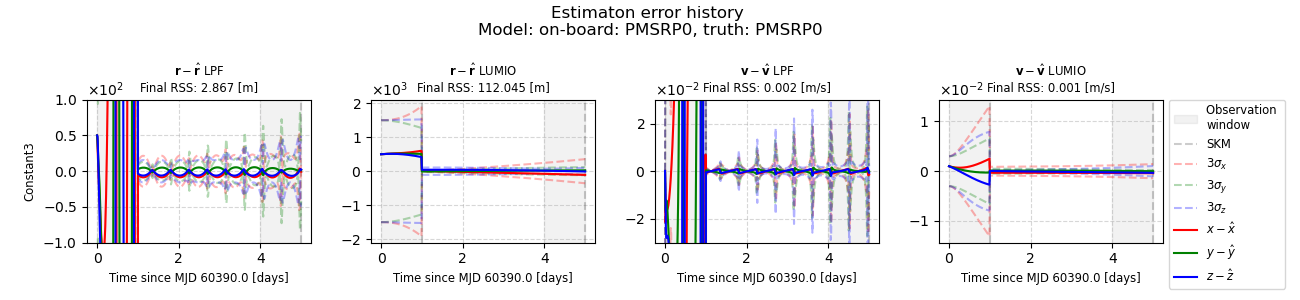 Estimaton error history
Model: on-board: PMSRP0, truth: PMSRP0
r − r̂ LPF
×10² Final RSS: 2.867 [m]
r − r̂ LUMIO
×10³ Final RSS: 112.045 [m]
v − v̂ LPF
×10⁻² Final RSS: 0.002 [m/s]
v − v̂ LUMIO
×10⁻² Final RSS: 0.001 [m/s]
Constant3
1.0
0.5
0.0
−0.5
−1.0
0 2 4
Time since MJD 60390.0 [days]
2
1
0
−1
−2
0 2 4
Time since MJD 60390.0 [days]
2
0
−2
0 2 4
Time since MJD 60390.0 [days]
1
0
−1
0 2 4
Time since MJD 60390.0 [days]
Observation
window
SKM
3σₓ
3σ_y
3σ_z
x − x̂
y − ŷ
z − ẑ